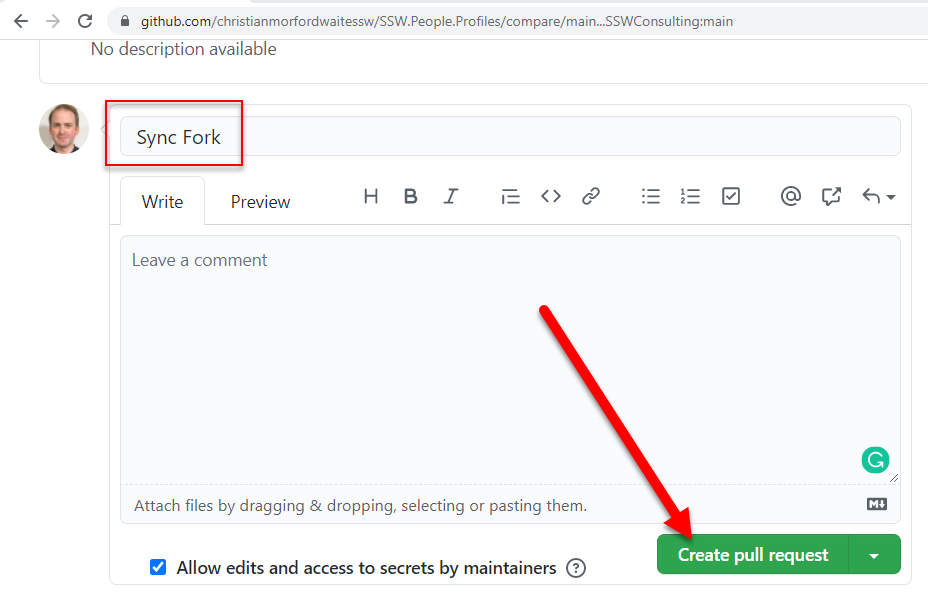 github.com/christianmorfordwaitessw/SSW.People.Profiles/compare/main...SSWConsulting:main
No description available
Sync Fork
Write Preview H B I @
Leave a comment
G
Attach files by dragging & dropping, selecting or pasting them. M
Allow edits and access to secrets by maintainers ? Create pull request